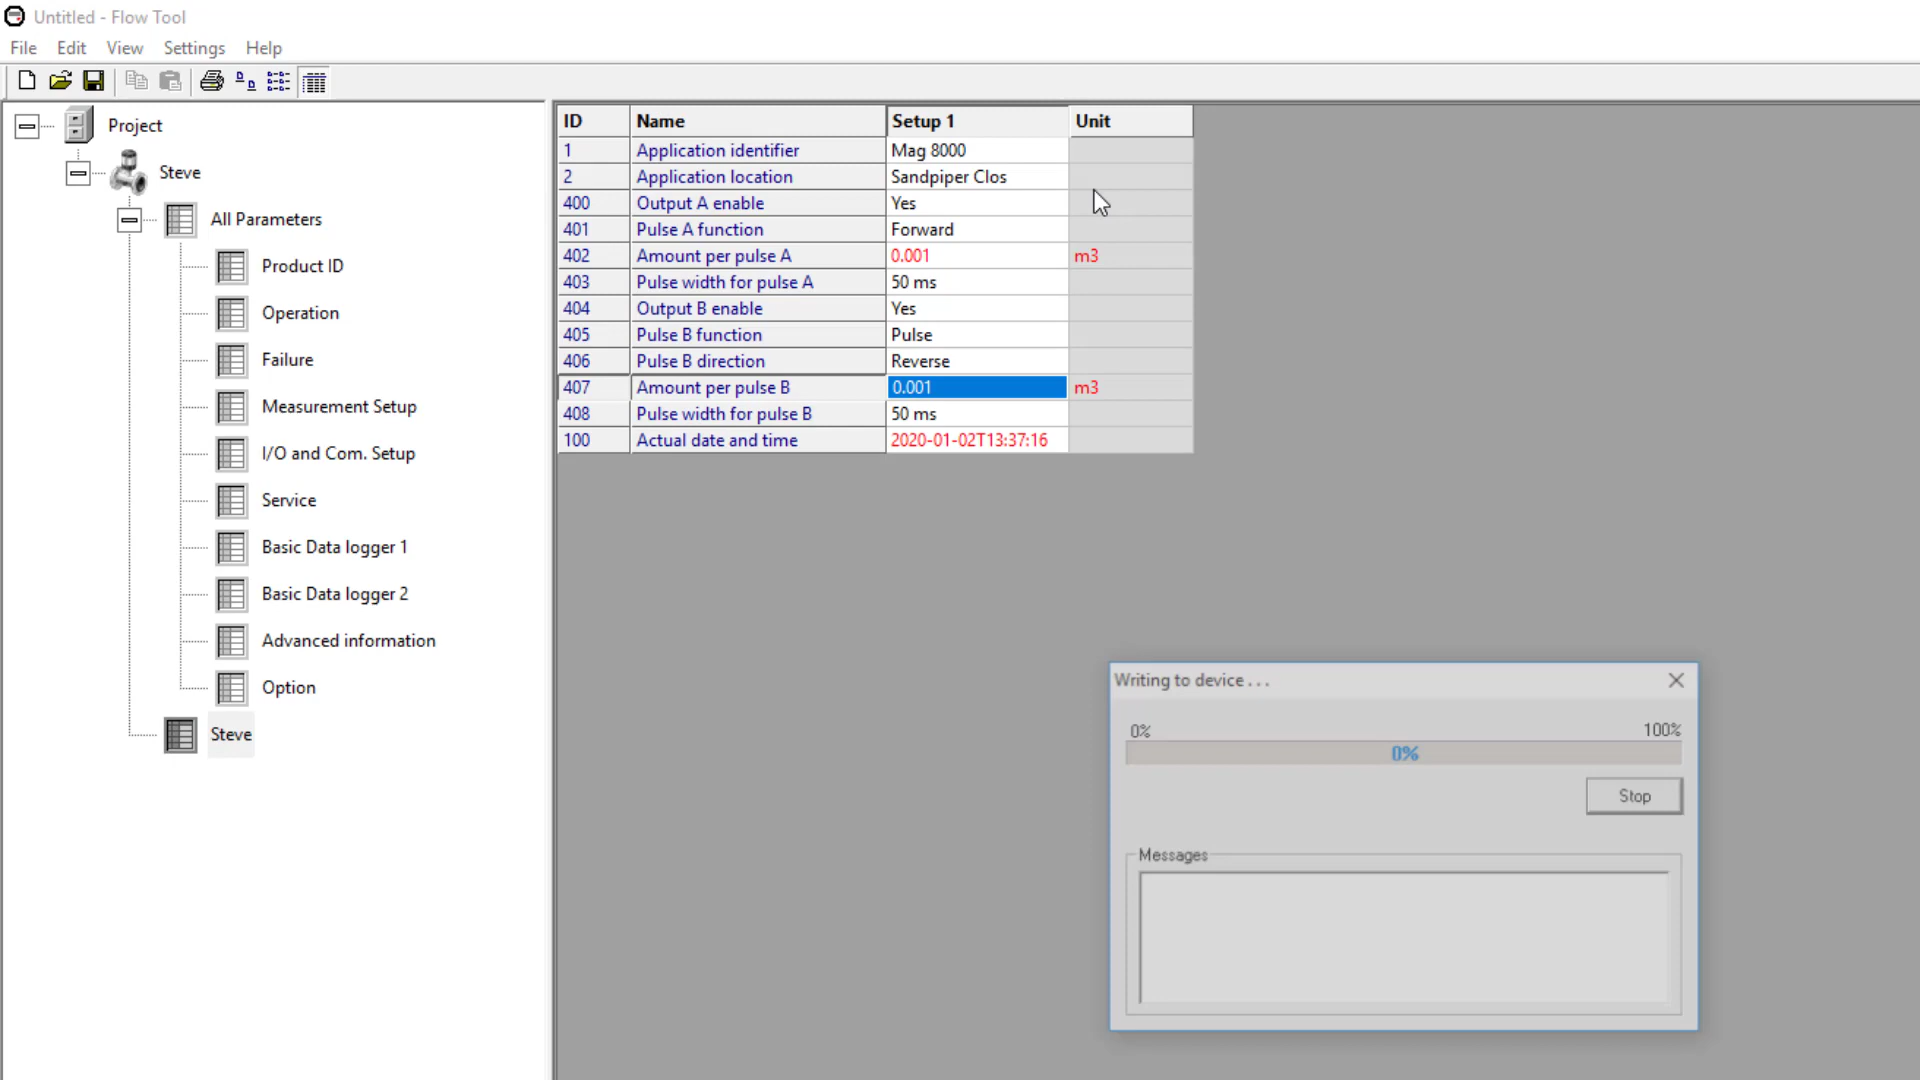 Untitled - Flow Tool
File Edit View Settings Help
Project
Steve
All Parameters
Product ID
Operation
Failure
Measurement Setup
I/O and Com. Setup
Service
Basic Data logger 1
Basic Data logger 2
Advanced information
Option
Steve
ID Name Setup 1 Unit
1 Application identifier Mag 8000
2 Application location Sandpiper Clos
400 Output A enable Yes
401 Pulse A function Forward
402 Amount per pulse A 0.001 m3
403 Pulse width for pulse A 50 ms
404 Output B enable Yes
405 Pulse B function Pulse
406 Pulse B direction Reverse
407 Amount per pulse B 0.001 m3
408 Pulse width for pulse B 50 ms
100 Actual date and time 2020-01-02T13:37:16
Writing to device . . .
0% 100%
0%
Stop
Messages